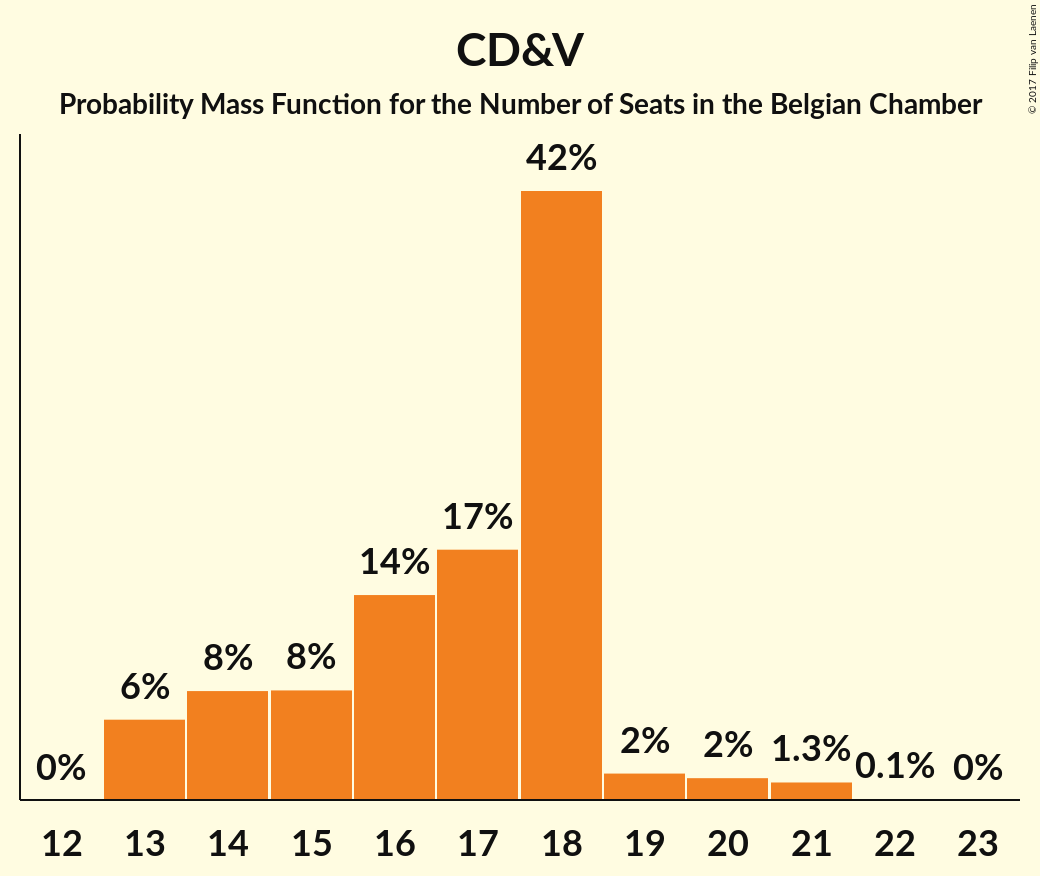 CD&V
Probability Mass Function for the Number of Seats in the Belgian Chamber
© 2017 Filip van Laenen
0% 6% 8% 8% 14% 17% 42% 2% 2% 1.3% 0.1% 0%
12 13 14 15 16 17 18 19 20 21 22 23